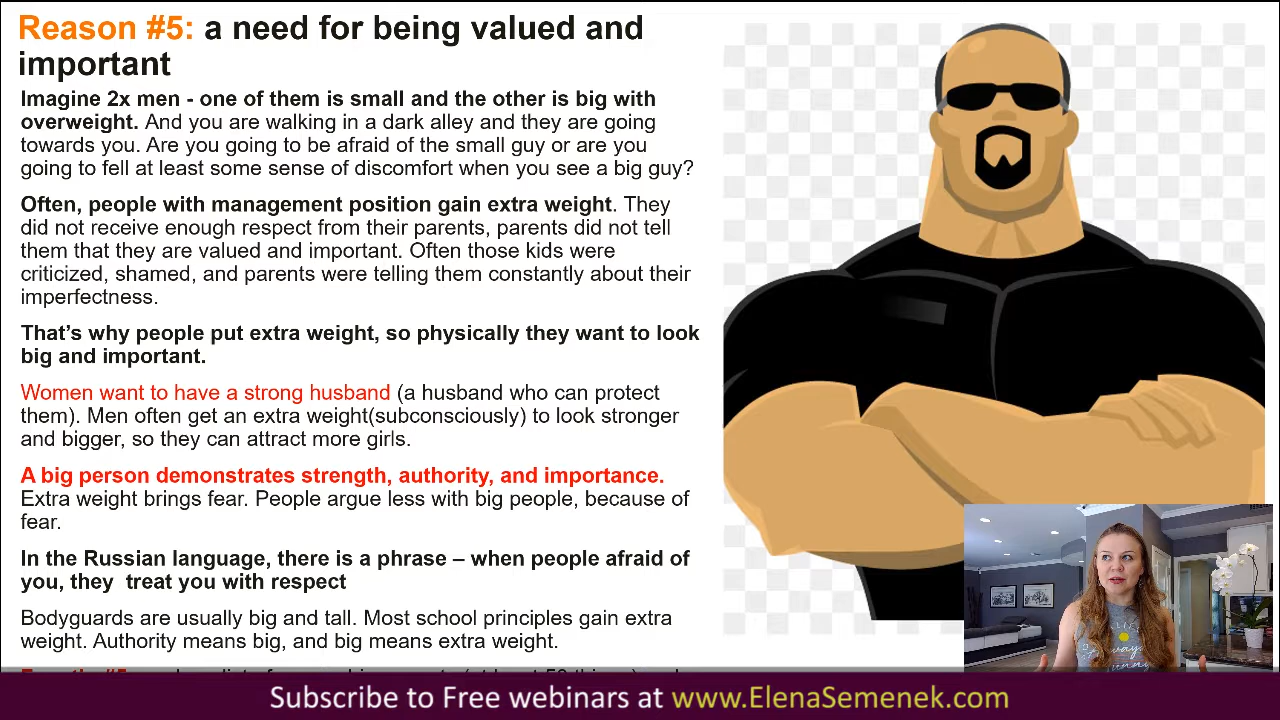 Reason #5: a need for being valued and
important
Imagine 2x men - one of them is small and the other is big with
overweight. And you are walking in a dark alley and they are going
towards you. Are you going to be afraid of the small guy or are you
going to fell at least some sense of discomfort when you see a big guy?
Often, people with management position gain extra weight. They
did not receive enough respect from their parents, parents did not tell
them that they are valued and important. Often those kids were
criticized, shamed, and parents were telling them constantly about their
imperfectness.
That's why people put extra weight, so physically they want to look
big and important.
Women want to have a strong husband (a husband who can protect
them). Men often get an extra weight(subconsciously) to look stronger
and bigger, so they can attract more girls.
A big person demonstrates strength, authority, and importance.
Extra weight brings fear. People argue less with big people, because of
fear.
In the Russian language, there is a phrase – when people afraid of
you, they  treat you with respect
Bodyguards are usually big and tall. Most school principles gain extra
weight. Authority means big, and big means extra weight.
Subscribe to Free webinars at www.ElenaSemenek.com